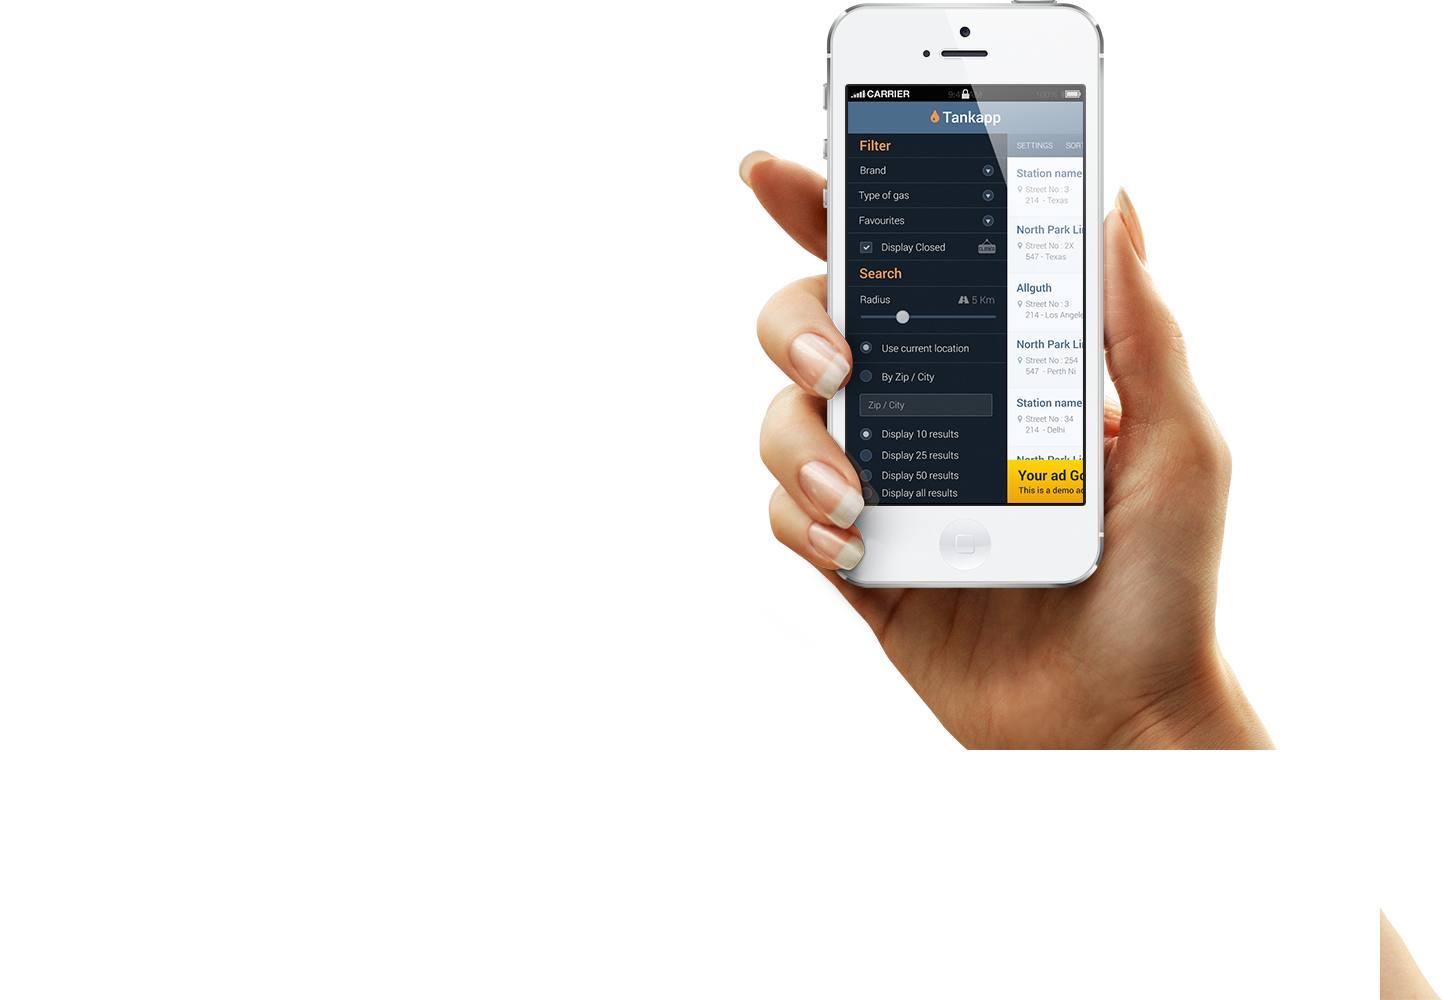 CARRIER
100%
Tankapp
Filter
Brand
Type of gas
Favourites
Display Closed
CLOSED
Search
Radius 5 Km
Use current location
By Zip / City
Zip / City
Display 10 results
Display 25 results
Display 50 results
Display all results
SETTINGS
Station name
Street No : 3
214 - Texas
North Park
Street No : 2X
547 - Texas
Allguth
Street No : 3
214 - Los Angele
North Park
Street No : 254
547 - Perth Ni
Station name
Street No : 34
214 - Delhi
North Park
Your ad
This is a demo